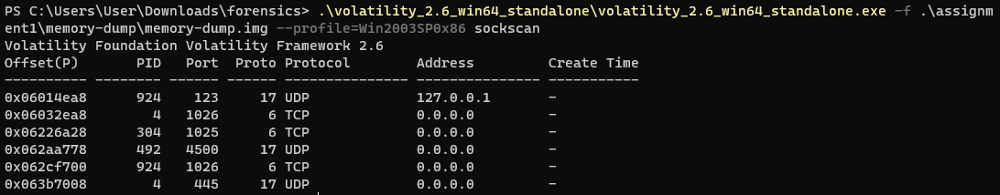 PS C:\Users\User\Downloads\forensics> .\volatility_2.6_win64_standalone\volatility_2.6_win64_standalone.exe -f .\assignm
ent1\memory-dump\memory-dump.img --profile=Win2003SP0x86 sockscan
Volatility Foundation Volatility Framework 2.6
Offset(P)       PID   Port  Proto Protocol        Address         Create Time
---------- -------- ------ ------ --------------- --------------- -----------
0x06014ea8      924    123     17 UDP             127.0.0.1       -
0x06032ea8        4   1026      6 TCP             0.0.0.0         -
0x06226a28      304   1025      6 TCP             0.0.0.0         -
0x062aa778      492   4500     17 UDP             0.0.0.0         -
0x062cf700      924   1026      6 TCP             0.0.0.0         -
0x063b7008        4    445     17 UDP             0.0.0.0         -